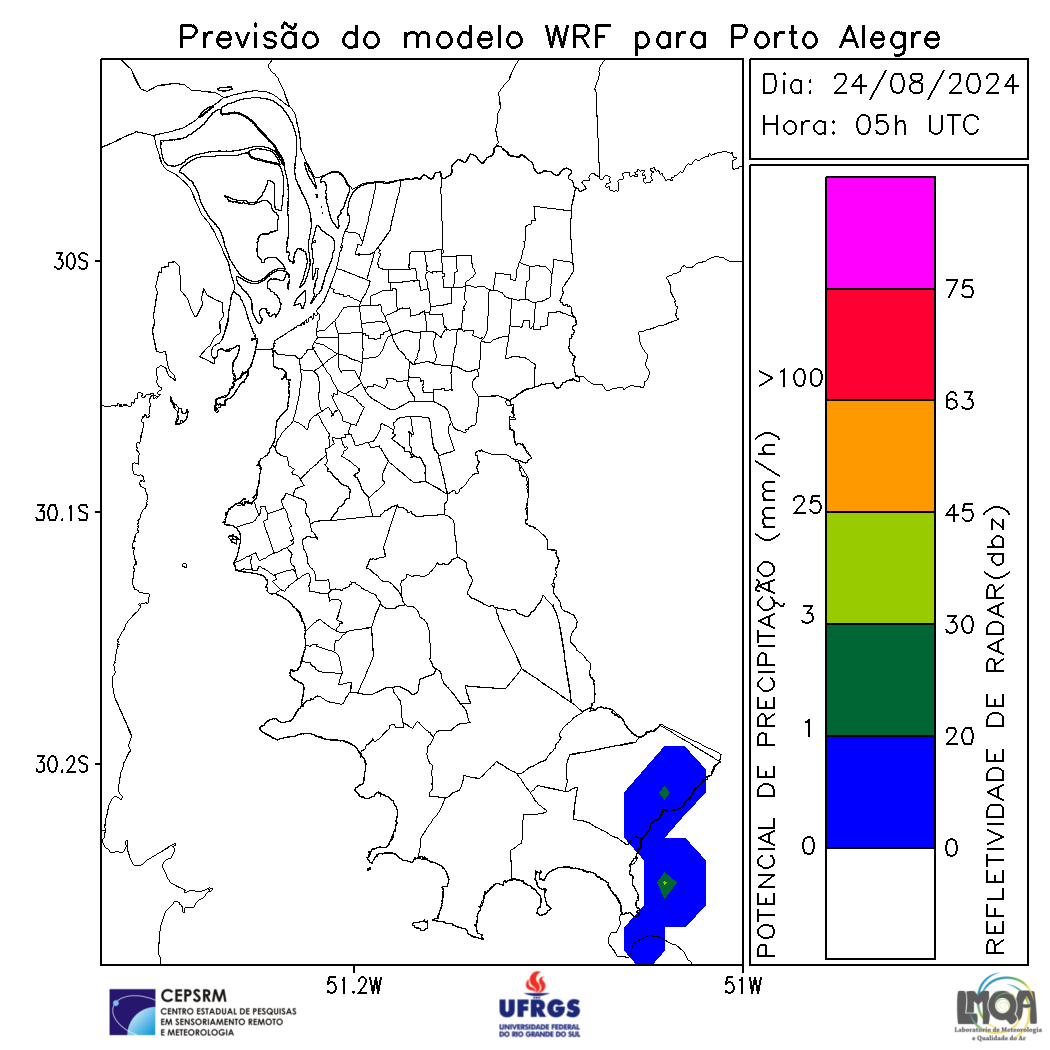 Previsão do modelo WRF para Porto Alegre
Dia: 24/08/2024
Hora: 05h UTC
30S
30.1S
30.2S
51.2W
51W
POTENCIAL DE PRECIPITAÇÃO (mm/h)
>100
25
3
1
0
75
63
45
30
20
0
REFLETIVIDADE DE RADAR(dbz)
CEPSRM
CENTRO ESTADUAL DE PESQUISAS
EM SENSORIAMENTO REMOTO
E METEOROLOGIA
UFRGS
UNIVERSIDADE FEDERAL
DO RIO GRANDE DO SUL
LMQA
Laboratório de Meteorologia
e Qualidade do Ar